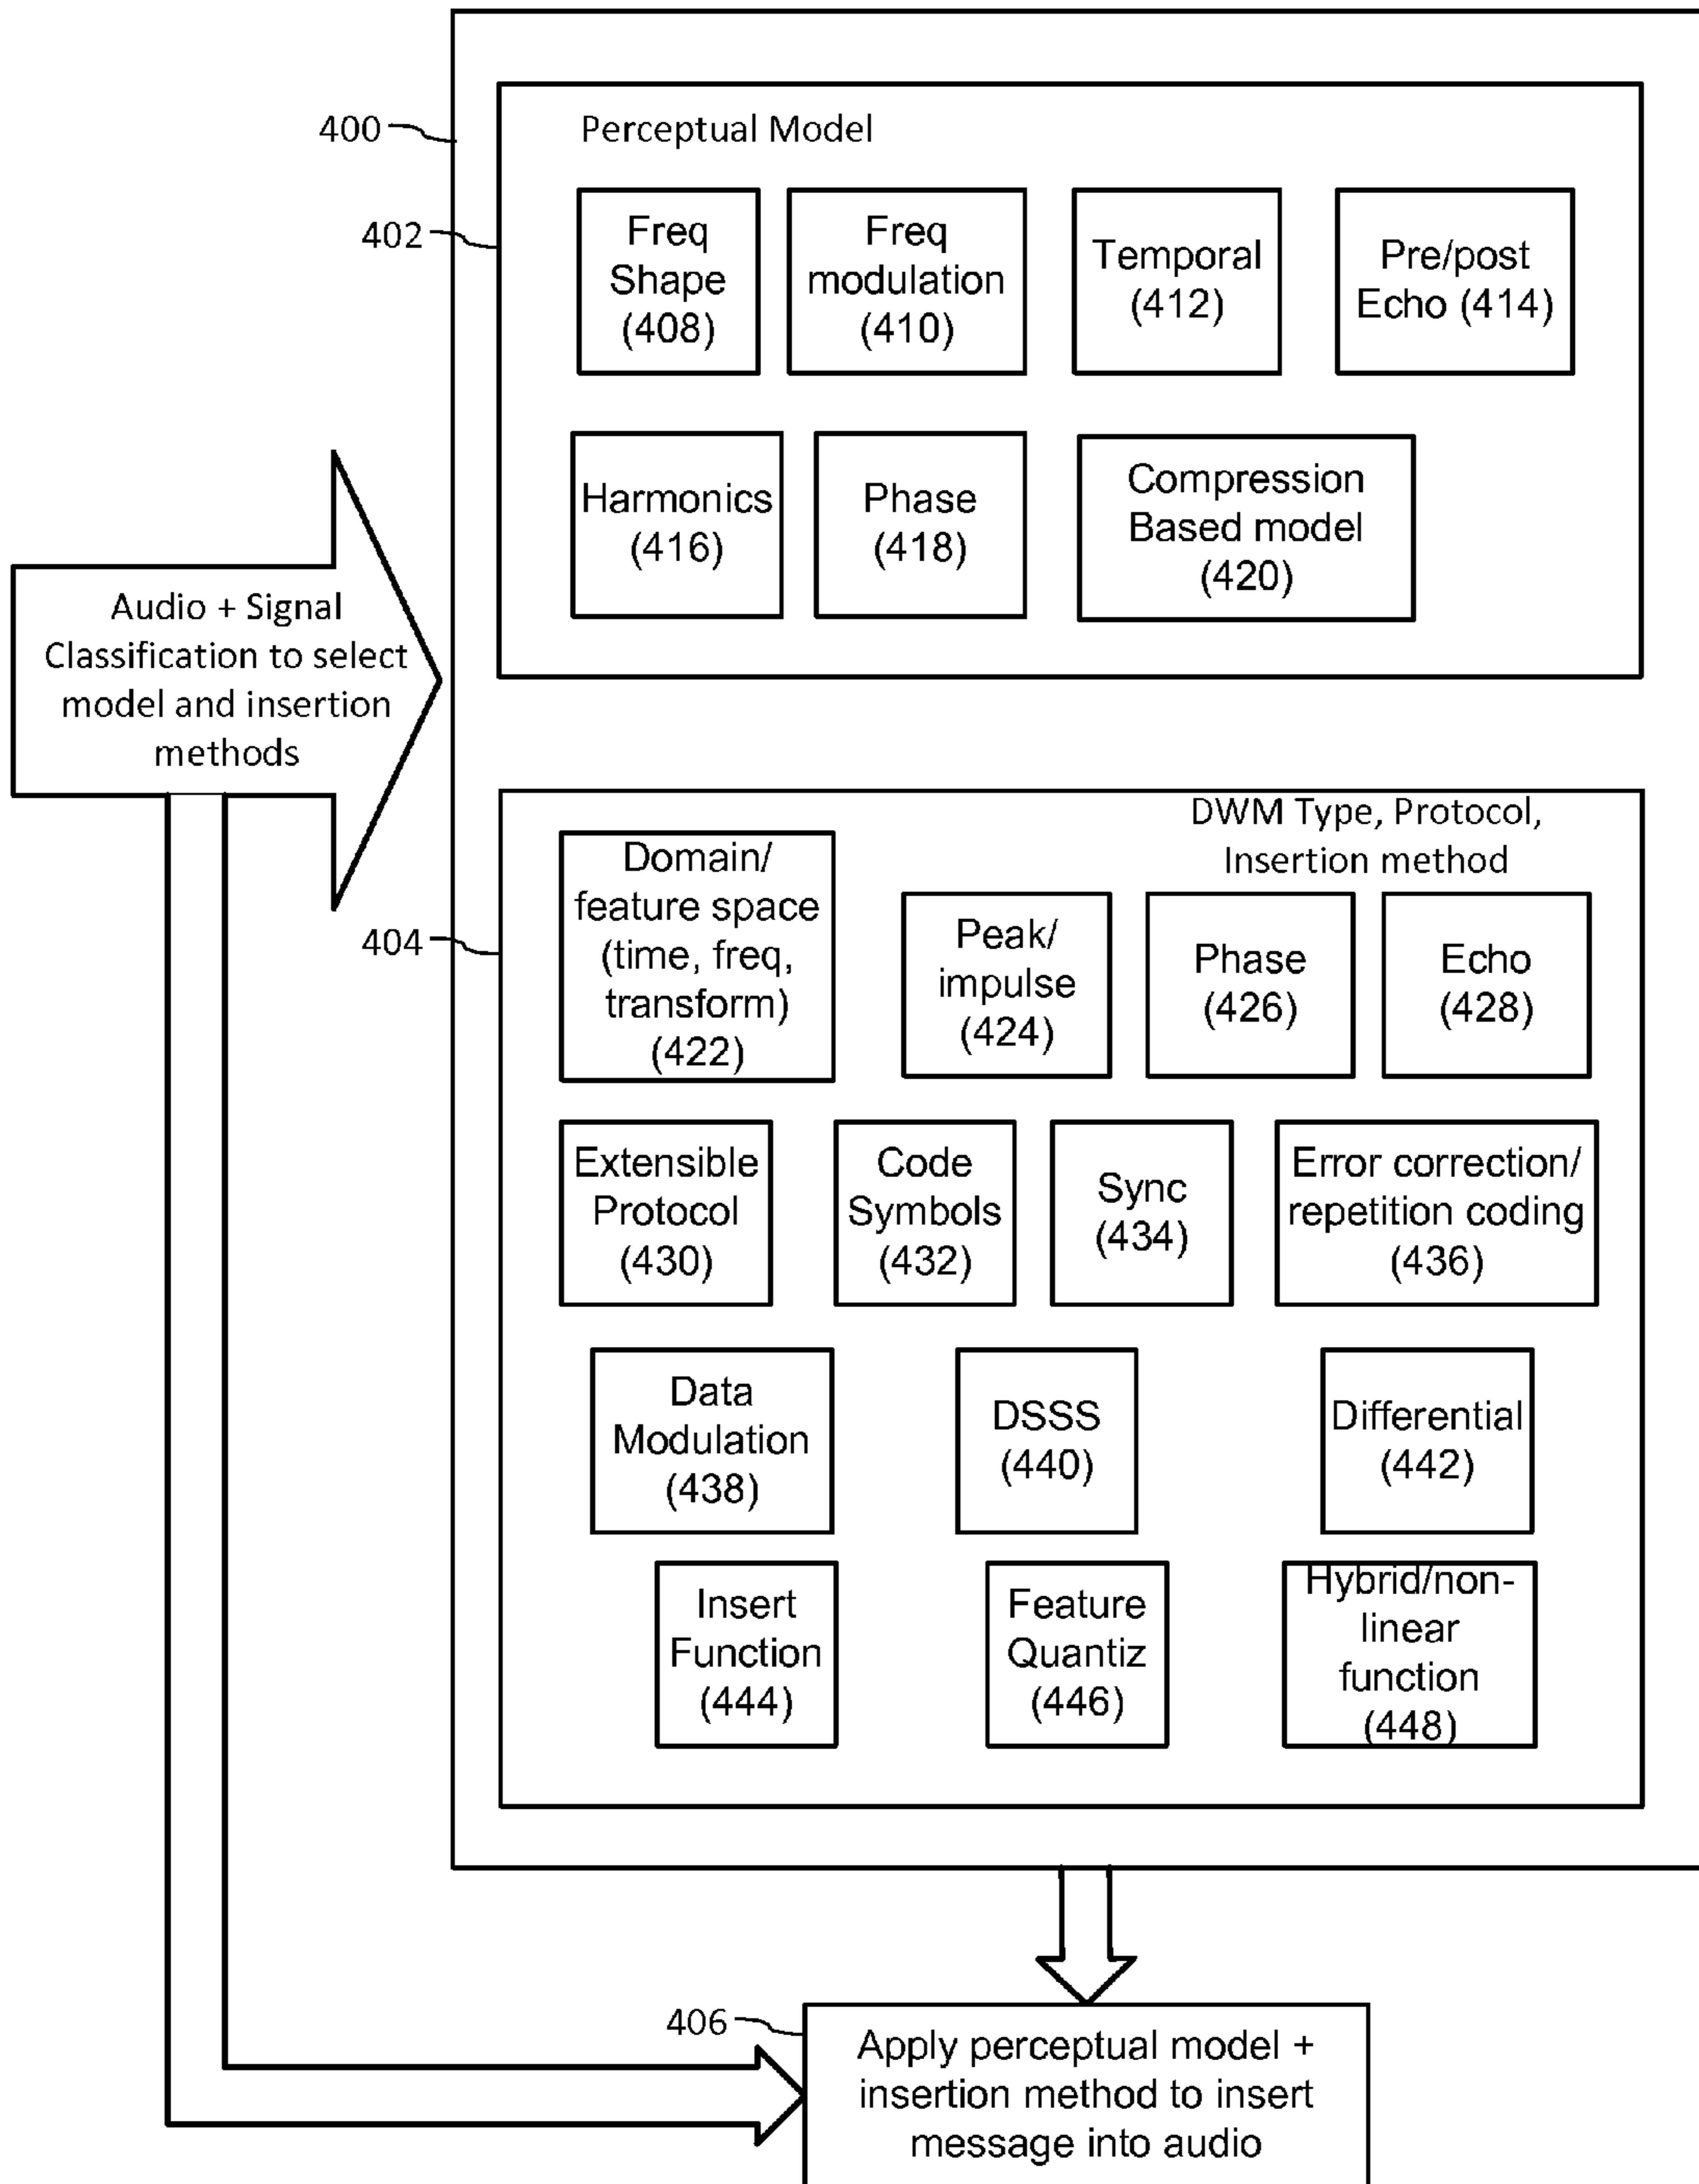 400
Perceptual Model
402
Freq
Shape
(408)
Freq
modulation
(410)
Temporal
(412)
Pre/post
Echo (414)
Harmonics
(416)
Phase
(418)
Compression
Based model
(420)
Audio + Signal
Classification to select
model and insertion
methods
404
DWM Type, Protocol,
Insertion method
Domain/
feature space
(time, freq,
transform)
(422)
Peak/
impulse
(424)
Phase
(426)
Echo
(428)
Extensible
Protocol
(430)
Code
Symbols
(432)
Sync
(434)
Error correction/
repetition coding
(436)
Data
Modulation
(438)
DSSS
(440)
Differential
(442)
Insert
Function
(444)
Feature
Quantiz
(446)
Hybrid/non-
linear
function
(448)
406
Apply perceptual model +
insertion method to insert
message into audio